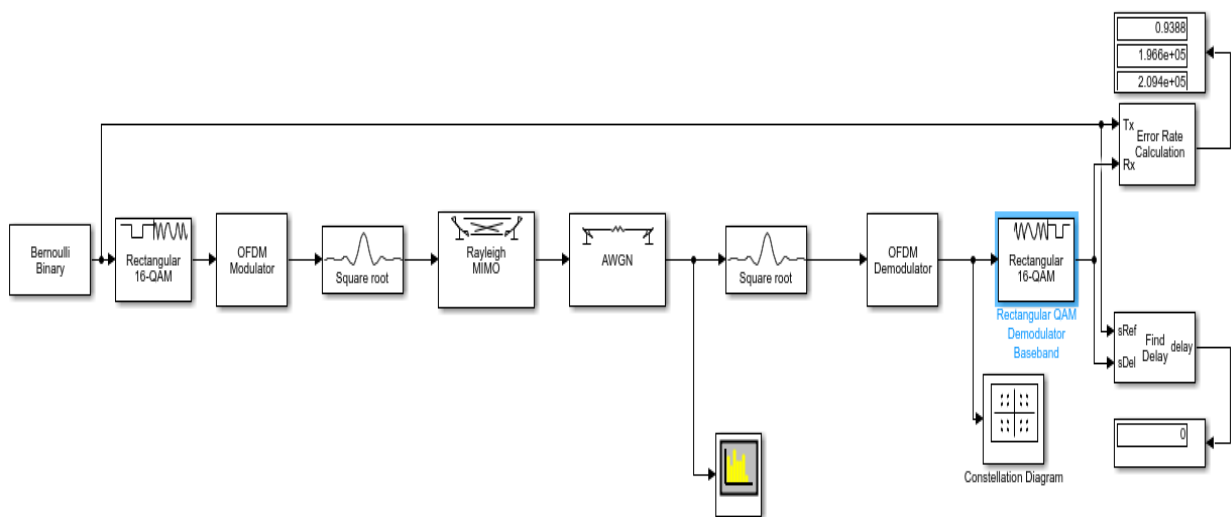 0.9388
1.966e+05
2.094e+05
Tx
Rx
Error Rate
Calculation
Bernoulli
Binary
Rectangular
16-QAM
OFDM
Modulator
Square root
Rayleigh
MIMO
AWGN
Square root
OFDM
Demodulator
Rectangular
16-QAM
Rectangular QAM
Demodulator
Baseband
sRef
sDel
Find
Delay
delay
Constellation Diagram
0